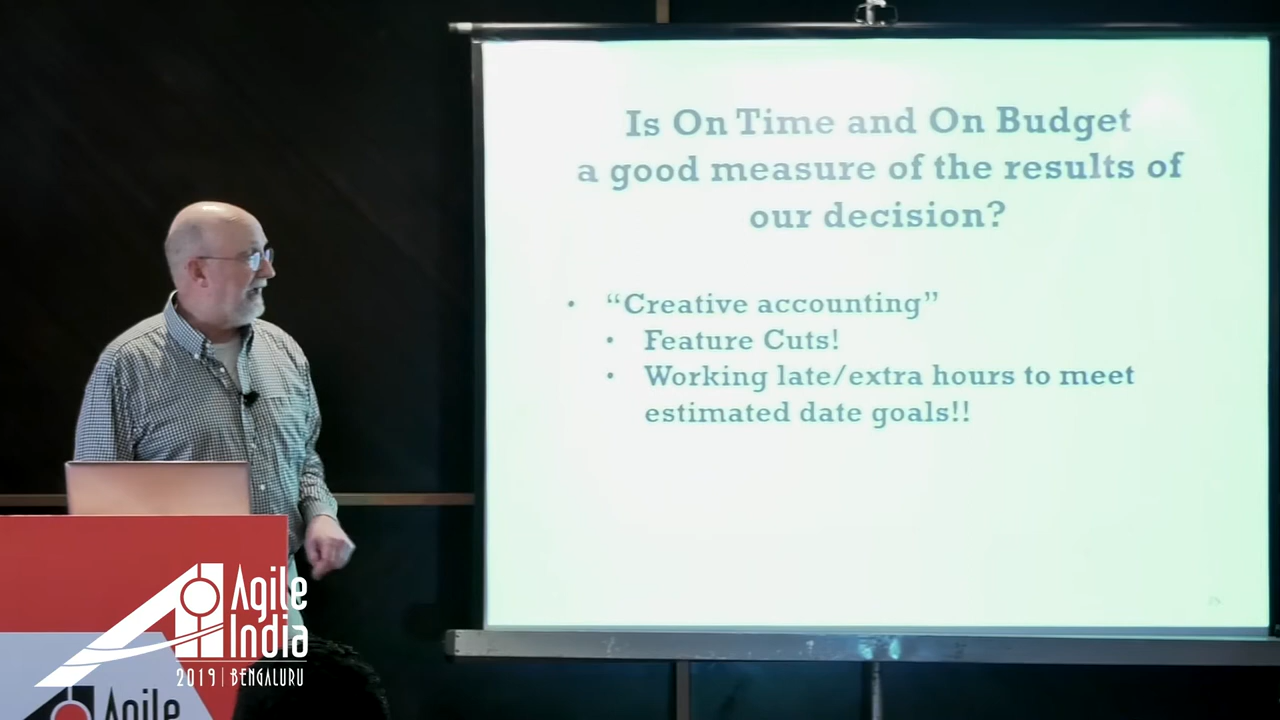 Is On Time and On Budget
a good measure of the results of
our decision?
• “Creative accounting”
• Feature Cuts!
• Working late/extra hours to meet
estimated date goals!!
Agile
India
2019 | BENGALURU
Agile